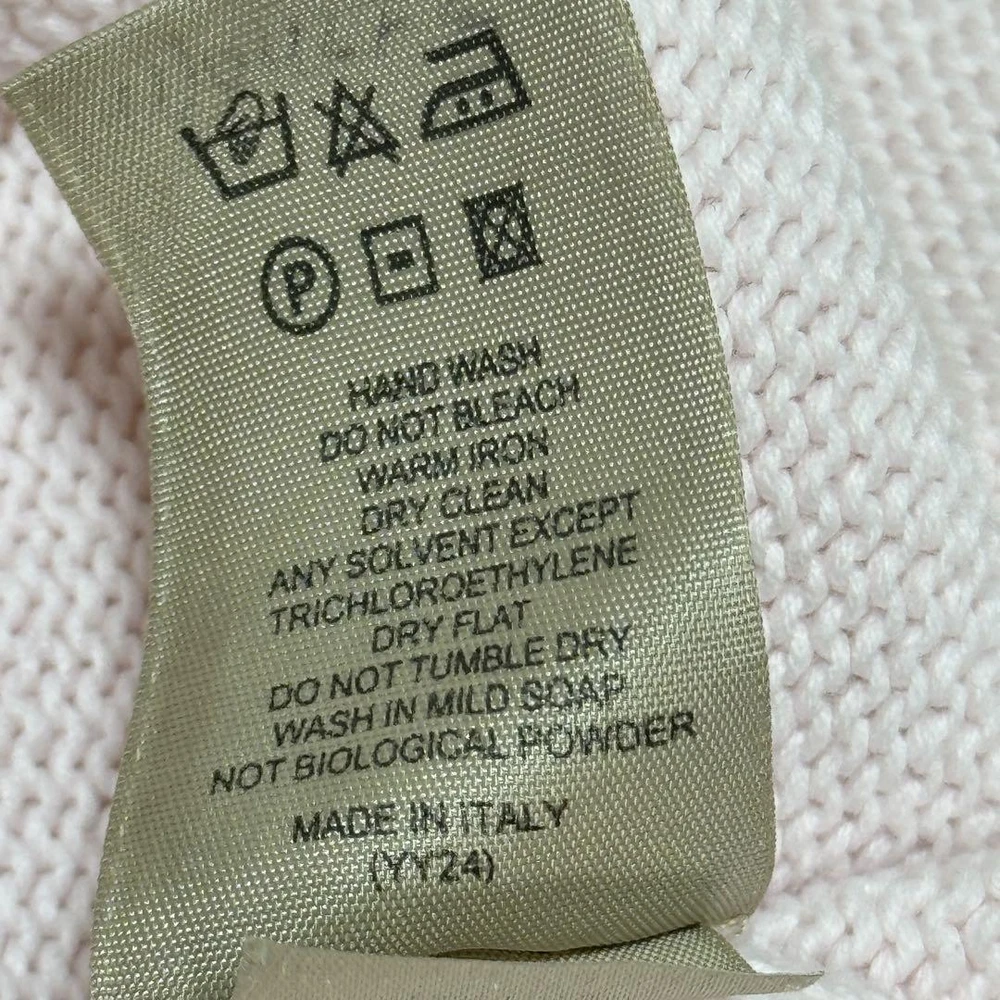 P
HAND WASH
DO NOT BLEACH
WARM IRON
DRY CLEAN
ANY SOLVENT EXCEPT
TRICHLOROETHYLENE
DRY FLAT
DO NOT TUMBLE DRY
WASH IN MILD SOAP
NOT BIOLOGICAL POWDER
MADE IN ITALY
(YY24)